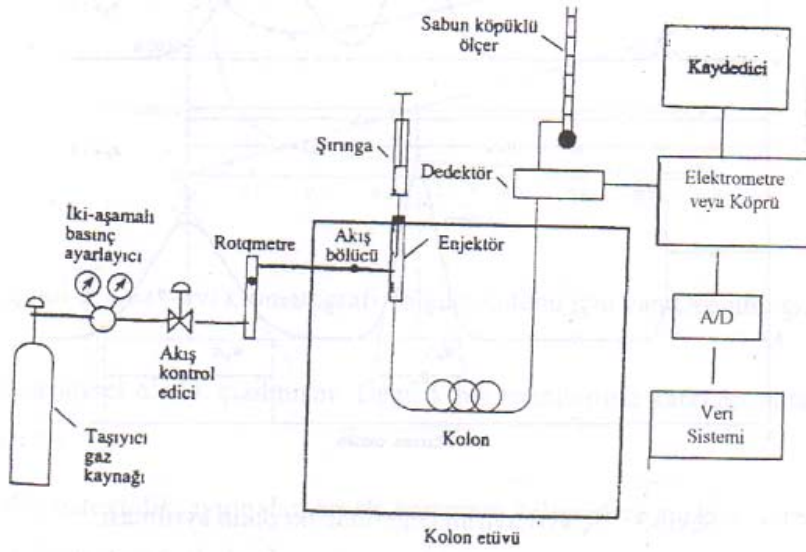 Sabun köpüklü
ölçer
Kaydedici
Şırınga
Dedektör
Elektrometre
veya Köprü
İki-aşamalı
basınç
ayarlayıcı
Rotometre
Akış
bölücü
Enjektör
A/D
Akış
kontrol
edici
Veri
Sistemi
Taşıyıcı
gaz
kaynağı
Kolon
Kolon etüvü